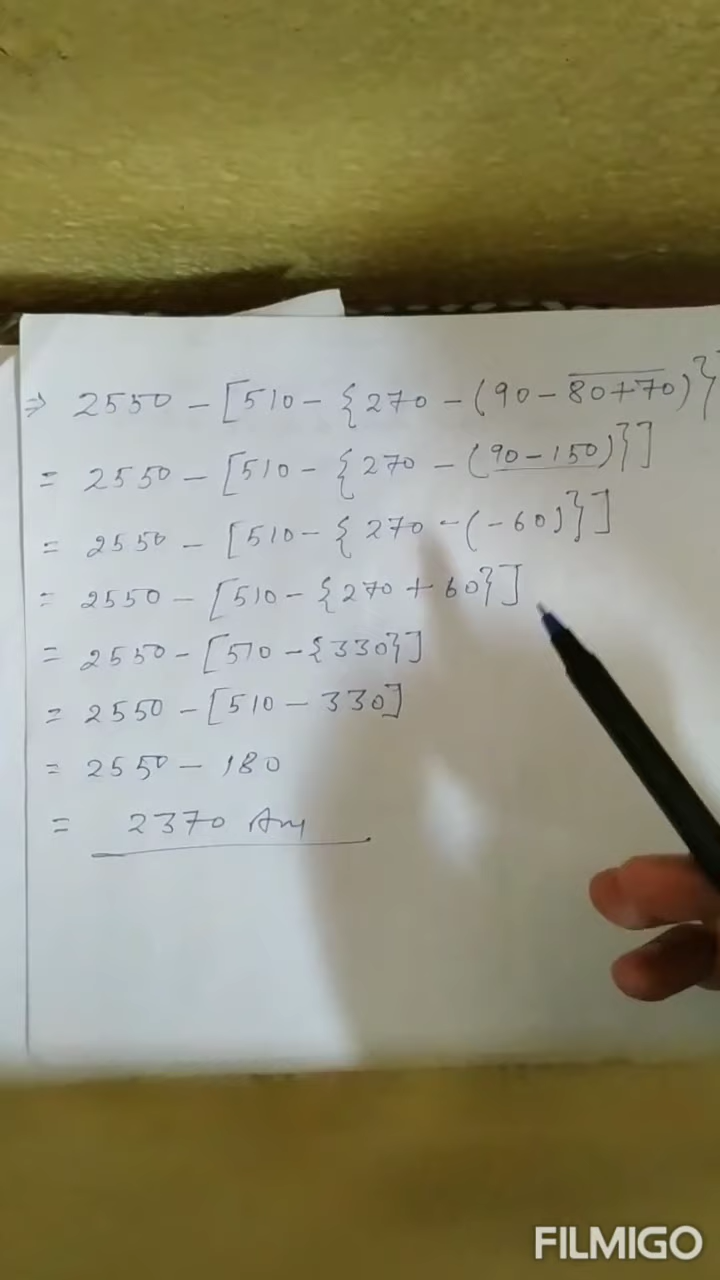 ⇒ 2550 – [510 – {270 – (90 – 80+70)}]
= 2550 – [510 – {270 – (90 – 150)}]
= 2550 – [510 – {270 – (–60)}]
= 2550 – [510 – {270 + 60}]
= 2550 – [510 – {330}]
= 2550 – [510 – 330]
= 2550 – 180
= 2370 Ans
FILMIGO